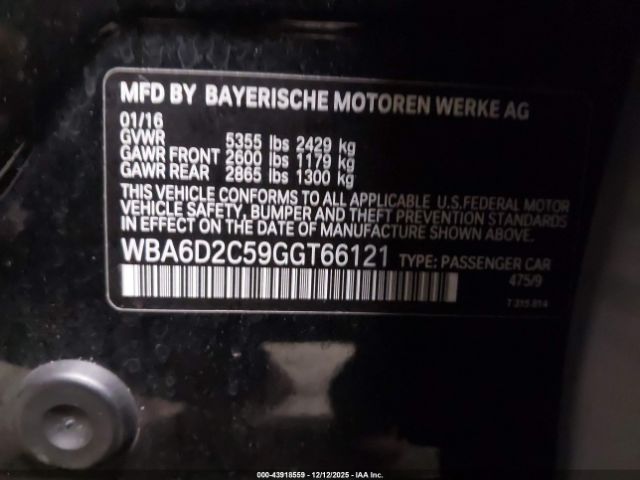 MFD BY BAYERISCHE MOTOREN WERKE AG
01/16
GVWR 5355 lbs 2429 kg
GAWR FRONT 2600 lbs 1179 kg
GAWR REAR 2865 lbs 1300 kg
THIS VEHICLE CONFORMS TO ALL APPLICABLE U.S.FEDERAL MOTOR
VEHICLE SAFETY, BUMPER AND THEFT PREVENTION STANDARDS
IN EFFECT ON THE DATE OF MANUFACTURE SHOWN ABOVE.
WBA6D2C59GGT66121 TYPE: PASSENGER CAR
475/9
T 315 814
000-43918559 - 12/12/2025 - IAA Inc.